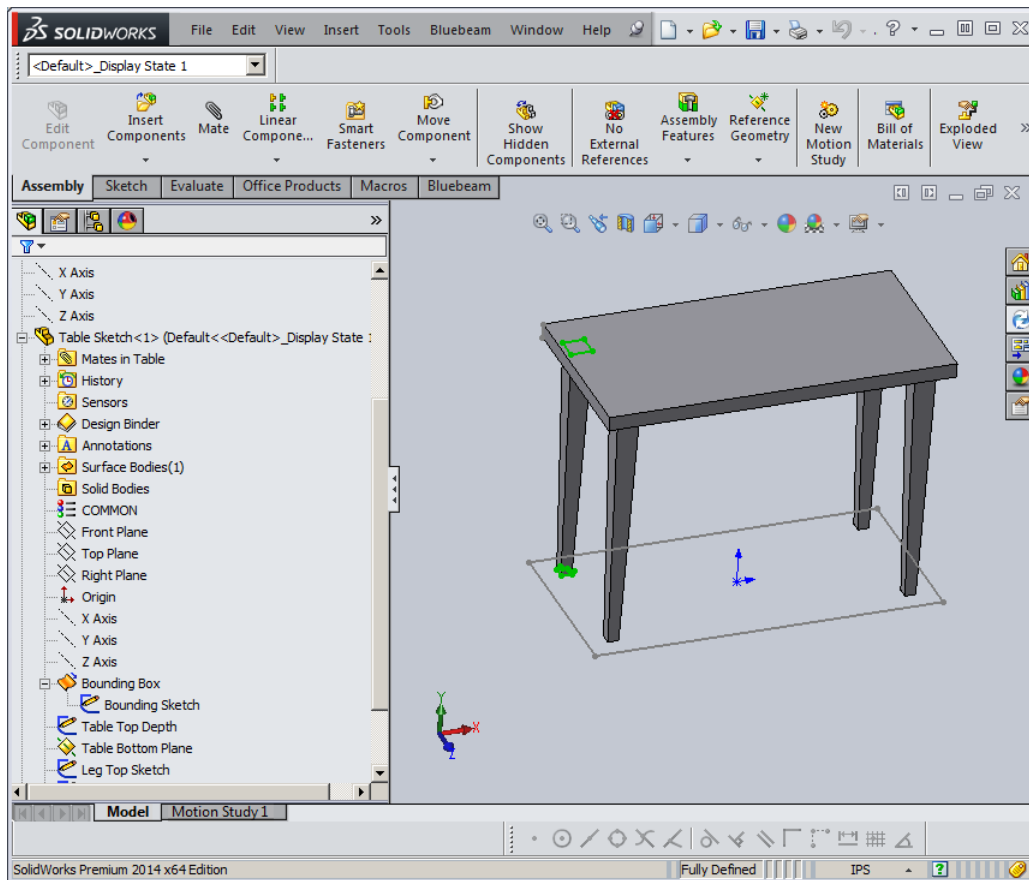 SOLIDWORKS File Edit View Insert Tools Bluebeam Window Help
<Default>_Display State 1
Edit Component
Insert Components
Mate
Linear Compone...
Smart Fasteners
Move Component
Show Hidden Components
No External References
Assembly Features
Reference Geometry
New Motion Study
Bill of Materials
Exploded View
Assembly Sketch Evaluate Office Products Macros Bluebeam
X Axis
Y Axis
Z Axis
Table Sketch<1> (Default<<Default>_Display State 1
Mates in Table
History
Sensors
Design Binder
Annotations
Surface Bodies(1)
Solid Bodies
COMMON
Front Plane
Top Plane
Right Plane
Origin
X Axis
Y Axis
Z Axis
Bounding Box
Bounding Sketch
Table Top Depth
Table Bottom Plane
Leg Top Sketch
Y
X
Z
Model Motion Study 1
SolidWorks Premium 2014 x64 Edition Fully Defined IPS